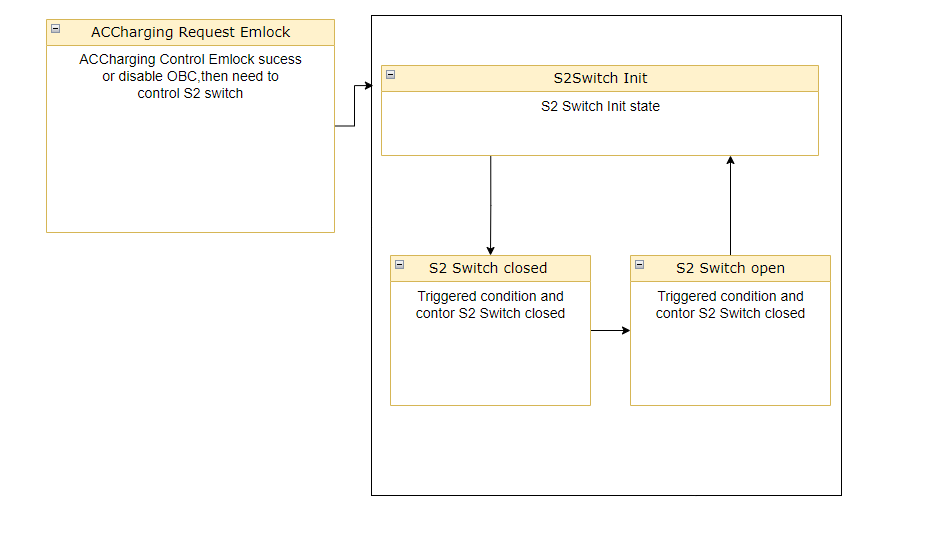 ACCharging Request Emlock
ACCharging Control Emlock sucess
or disable OBC,then need to
control S2 switch
S2Switch Init
S2 Switch Init state
S2 Switch closed
Triggered condition and
contor S2 Switch closed
S2 Switch open
Triggered condition and
contor S2 Switch closed